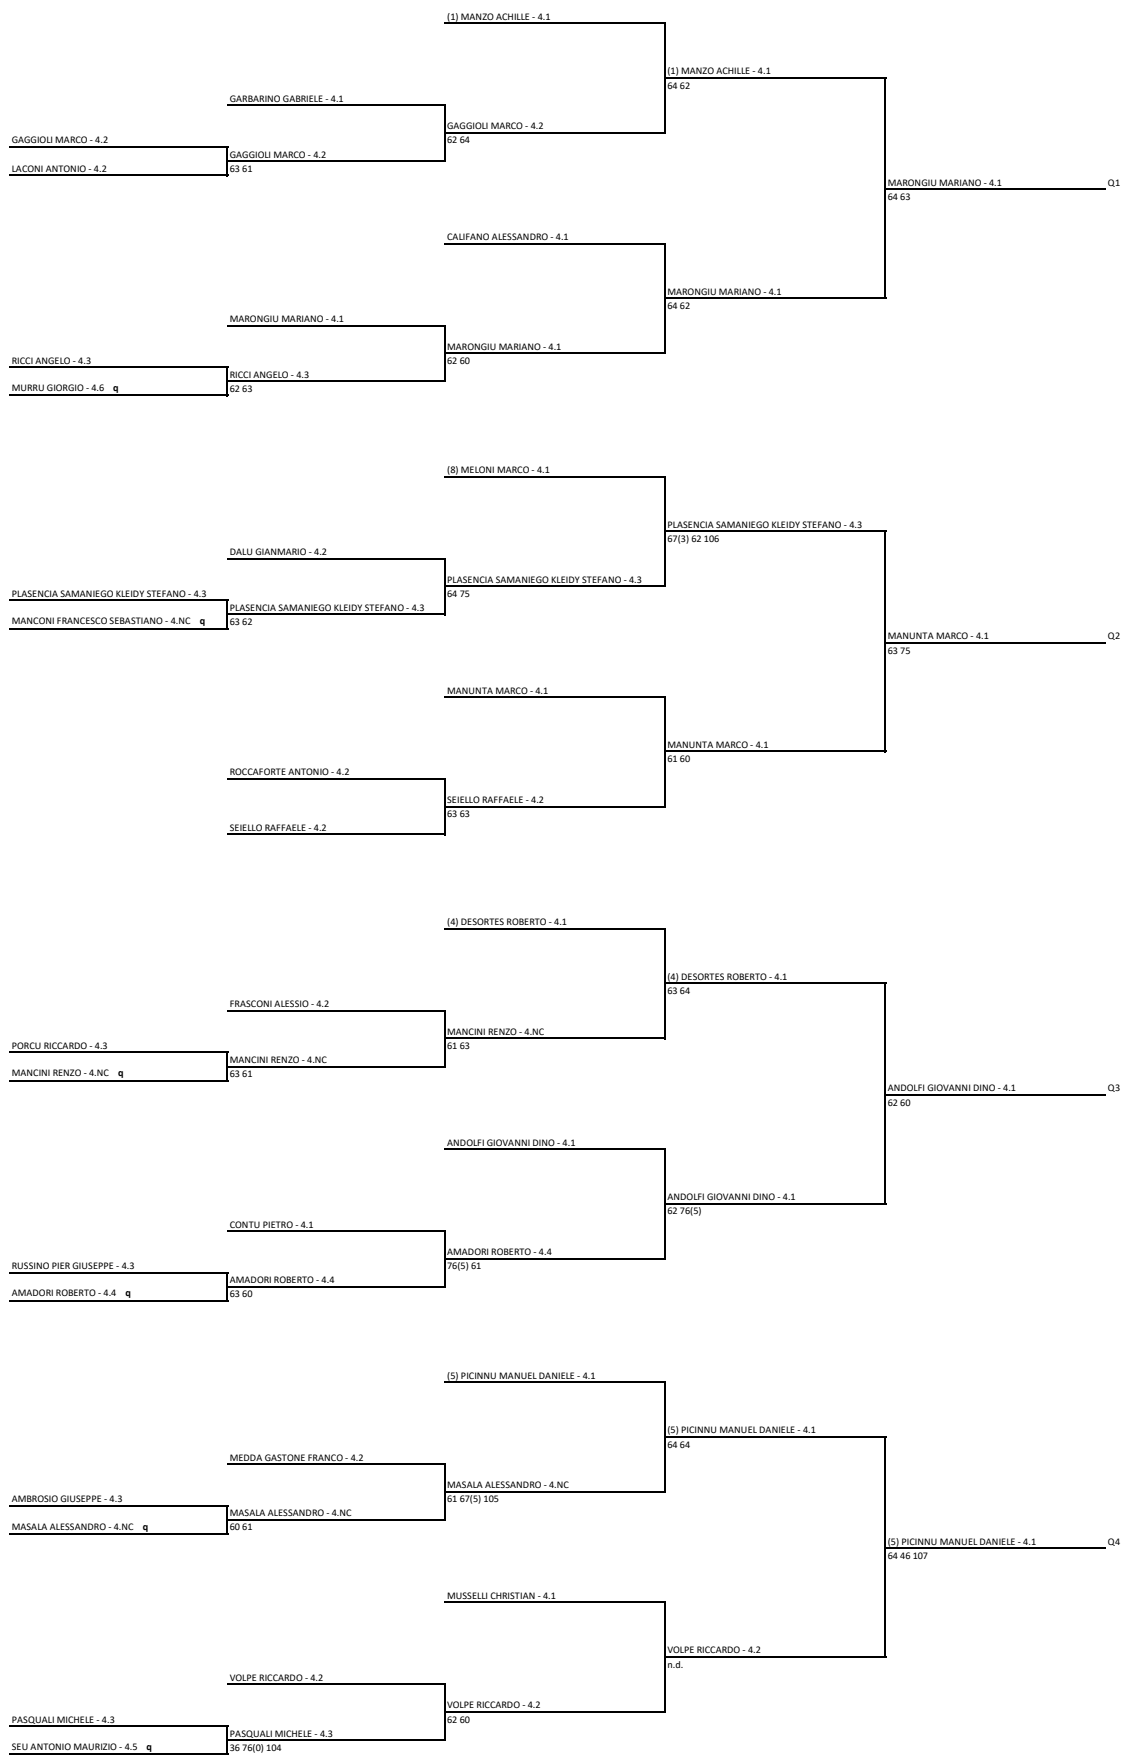 (1) MANZO ACHILLE - 4.1
(1) MANZO ACHILLE - 4.1
64 62
GARBARINO GABRIELE - 4.1
GAGGIOLI MARCO - 4.2
62 64
GAGGIOLI MARCO - 4.2
GAGGIOLI MARCO - 4.2
63 61
LACONI ANTONIO - 4.2
MARONGIU MARIANO - 4.1 Q1
64 63
CALIFANO ALESSANDRO - 4.1
MARONGIU MARIANO - 4.1
64 62
MARONGIU MARIANO - 4.1
MARONGIU MARIANO - 4.1
62 60
RICCI ANGELO - 4.3
RICCI ANGELO - 4.3
62 63
MURRU GIORGIO - 4.6 q
(8) MELONI MARCO - 4.1
PLASENCIA SAMANIEGO KLEIDY STEFANO - 4.3
67(3) 62 106
DALU GIANMARIO - 4.2
PLASENCIA SAMANIEGO KLEIDY STEFANO - 4.3
64 75
PLASENCIA SAMANIEGO KLEIDY STEFANO - 4.3
PLASENCIA SAMANIEGO KLEIDY STEFANO - 4.3
63 62
MANCONI FRANCESCO SEBASTIANO - 4.NC q
MANUNTA MARCO - 4.1 Q2
63 75
MANUNTA MARCO - 4.1
MANUNTA MARCO - 4.1
61 60
ROCCAFORTE ANTONIO - 4.2
SEIELLO RAFFAELE - 4.2
63 63
SEIELLO RAFFAELE - 4.2
(4) DESORTES ROBERTO - 4.1
(4) DESORTES ROBERTO - 4.1
63 64
FRASCONI ALESSIO - 4.2
MANCINI RENZO - 4.NC
61 63
PORCU RICCARDO - 4.3
MANCINI RENZO - 4.NC
63 61
MANCINI RENZO - 4.NC q
ANDOLFI GIOVANNI DINO - 4.1 Q3
62 60
ANDOLFI GIOVANNI DINO - 4.1
ANDOLFI GIOVANNI DINO - 4.1
62 76(5)
CONTU PIETRO - 4.1
AMADORI ROBERTO - 4.4
76(5) 61
RUSSINO PIER GIUSEPPE - 4.3
AMADORI ROBERTO - 4.4
63 60
AMADORI ROBERTO - 4.4 q
(5) PICINNU MANUEL DANIELE - 4.1
(5) PICINNU MANUEL DANIELE - 4.1
64 64
MEDDA GASTONE FRANCO - 4.2
MASALA ALESSANDRO - 4.NC
61 67(5) 105
AMBROSIO GIUSEPPE - 4.3
MASALA ALESSANDRO - 4.NC
60 61
MASALA ALESSANDRO - 4.NC q
(5) PICINNU MANUEL DANIELE - 4.1 Q4
64 46 107
MUSSELLI CHRISTIAN - 4.1
VOLPE RICCARDO - 4.2
n.d.
VOLPE RICCARDO - 4.2
VOLPE RICCARDO - 4.2
62 60
PASQUALI MICHELE - 4.3
PASQUALI MICHELE - 4.3
36 76(0) 104
SEU ANTONIO MAURIZIO - 4.5 q